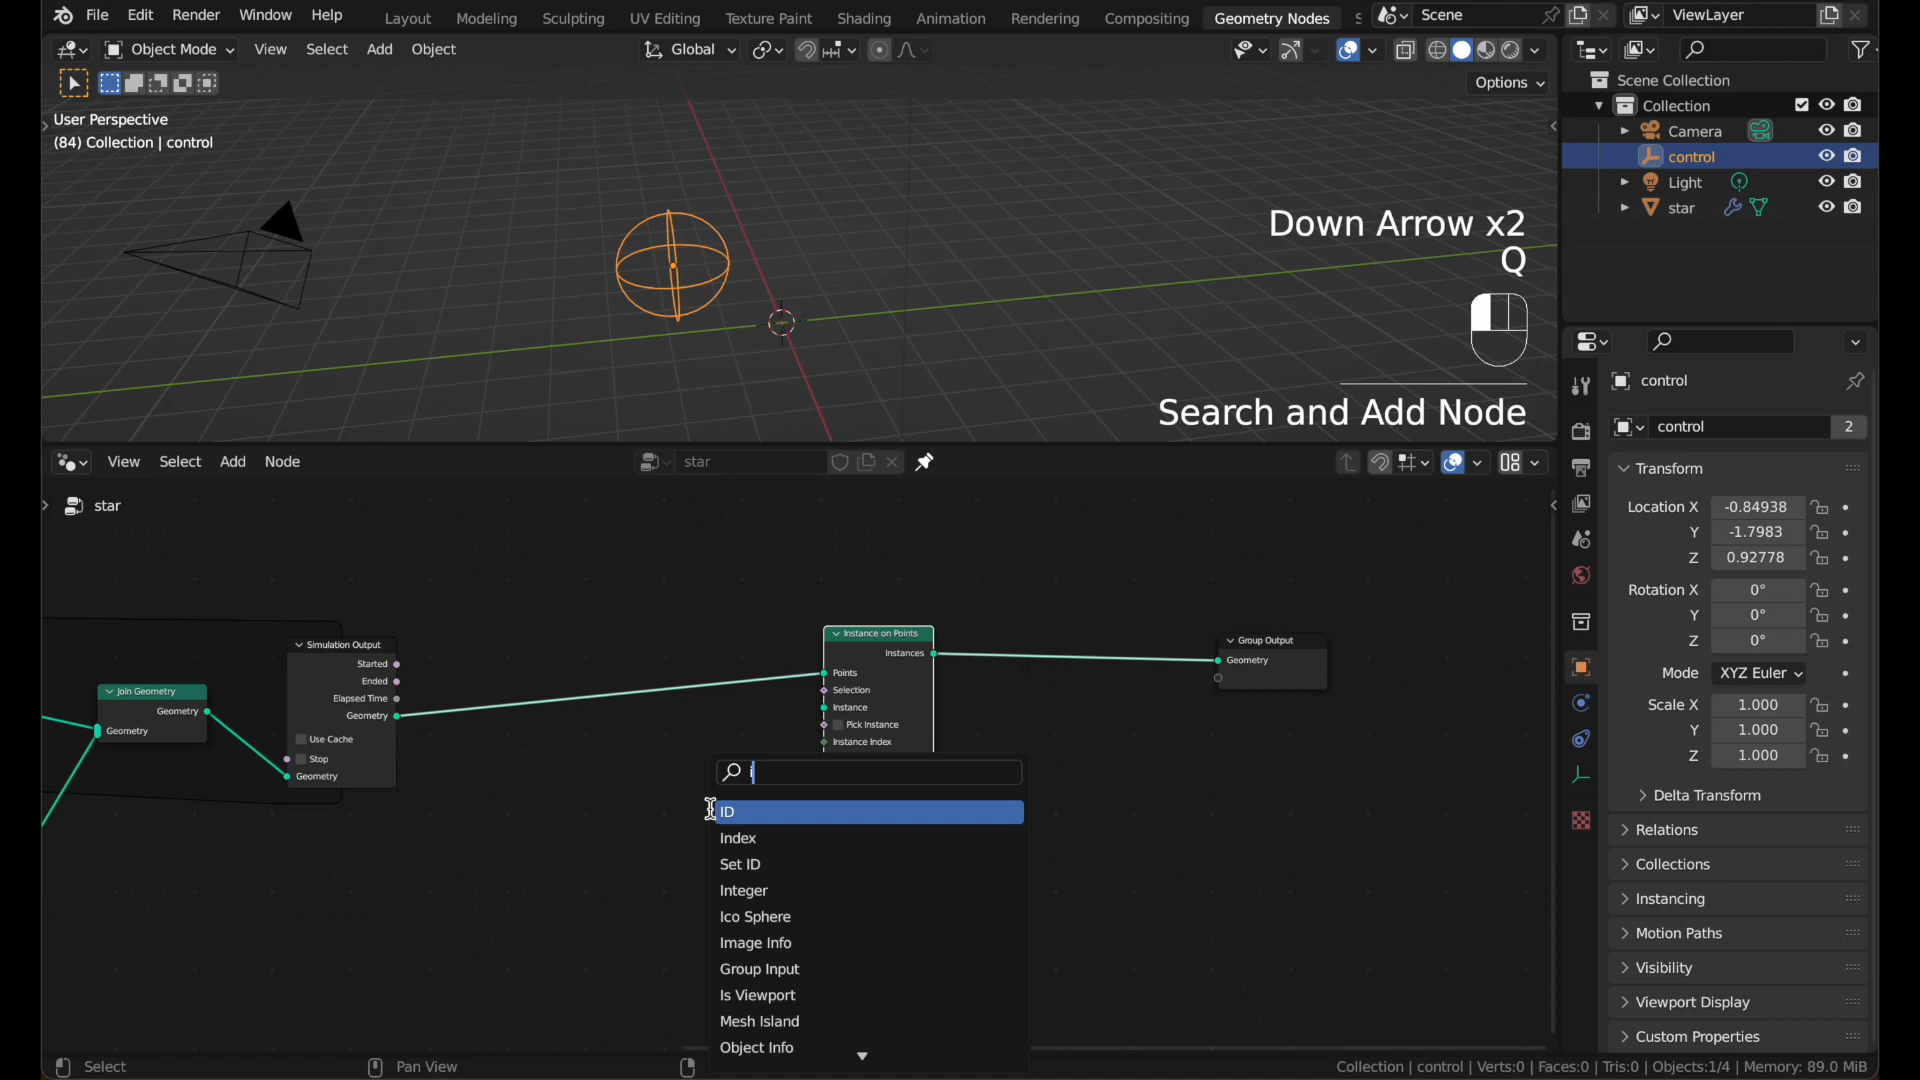 File Edit Render Window Help Layout Modeling Sculpting UV Editing Texture Paint Shading Animation Rendering Compositing Geometry Nodes Scene ViewLayer
Object Mode View Select Add Object Global
Options
User Perspective
(84) Collection | control
Scene Collection
Collection
Camera
control
Light
star
Down Arrow x2
Q
Search and Add Node
View Select Add Node star
star
Simulation Output
Started
Ended
Elapsed Time
Geometry
Use Cache
Stop
Geometry
Join Geometry
Geometry
Geometry
Instance on Points
Instances
Points
Selection
Instance
Pick Instance
Instance Index
Group Output
Geometry
i
ID
Index
Set ID
Integer
Ico Sphere
Image Info
Group Input
Is Viewport
Mesh Island
Object Info
control
control 2
Transform
Location X -0.84938
Y -1.7983
Z 0.92778
Rotation X 0°
Y 0°
Z 0°
Mode XYZ Euler
Scale X 1.000
Y 1.000
Z 1.000
Delta Transform
Relations
Collections
Instancing
Motion Paths
Visibility
Viewport Display
Custom Properties
Select Pan View Collection | control | Verts:0 | Faces:0 | Tris:0 | Objects:1/4 | Memory: 89.0 MiB